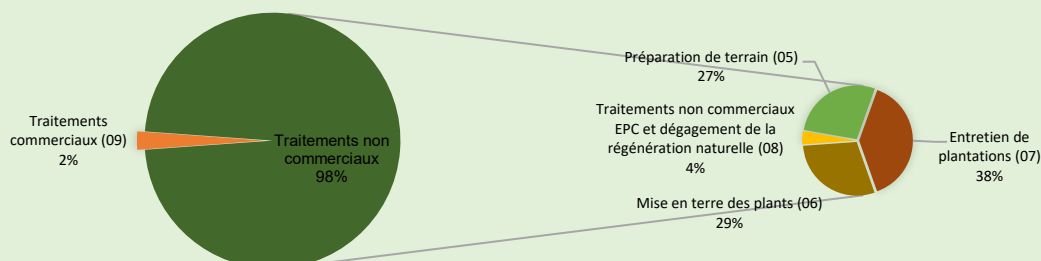 Traitements
commerciaux (09)
2%
Traitements non
commerciaux
98%
Préparation de terrain (05)
27%
Traitements non commerciaux
EPC et dégagement de la
régénération naturelle (08)
4%
Mise en terre des plants (06)
29%
Entretien de
plantations (07)
38%